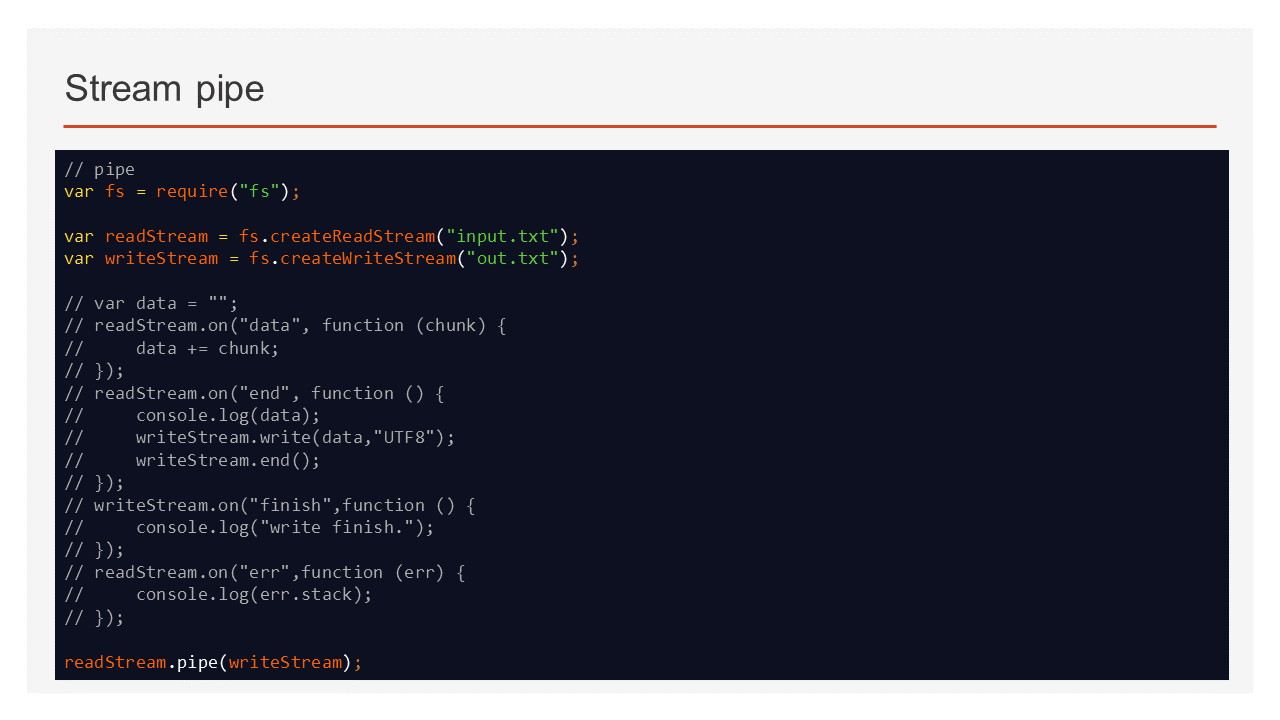 Stream pipe
// pipe
var fs = require("fs");
var readStream = fs.createReadStream("input.txt");
var writeStream = fs.createWriteStream("out.txt");
// var data = "";
// readStream.on("data", function (chunk) {
//     data += chunk;
// });
// readStream.on("end", function () {
//     console.log(data);
//     writeStream.write(data,"UTF8");
//     writeStream.end();
// });
// writeStream.on("finish",function () {
//     console.log("write finish.");
// });
// readStream.on("err",function (err) {
//     console.log(err.stack);
// });
readStream.pipe(writeStream);